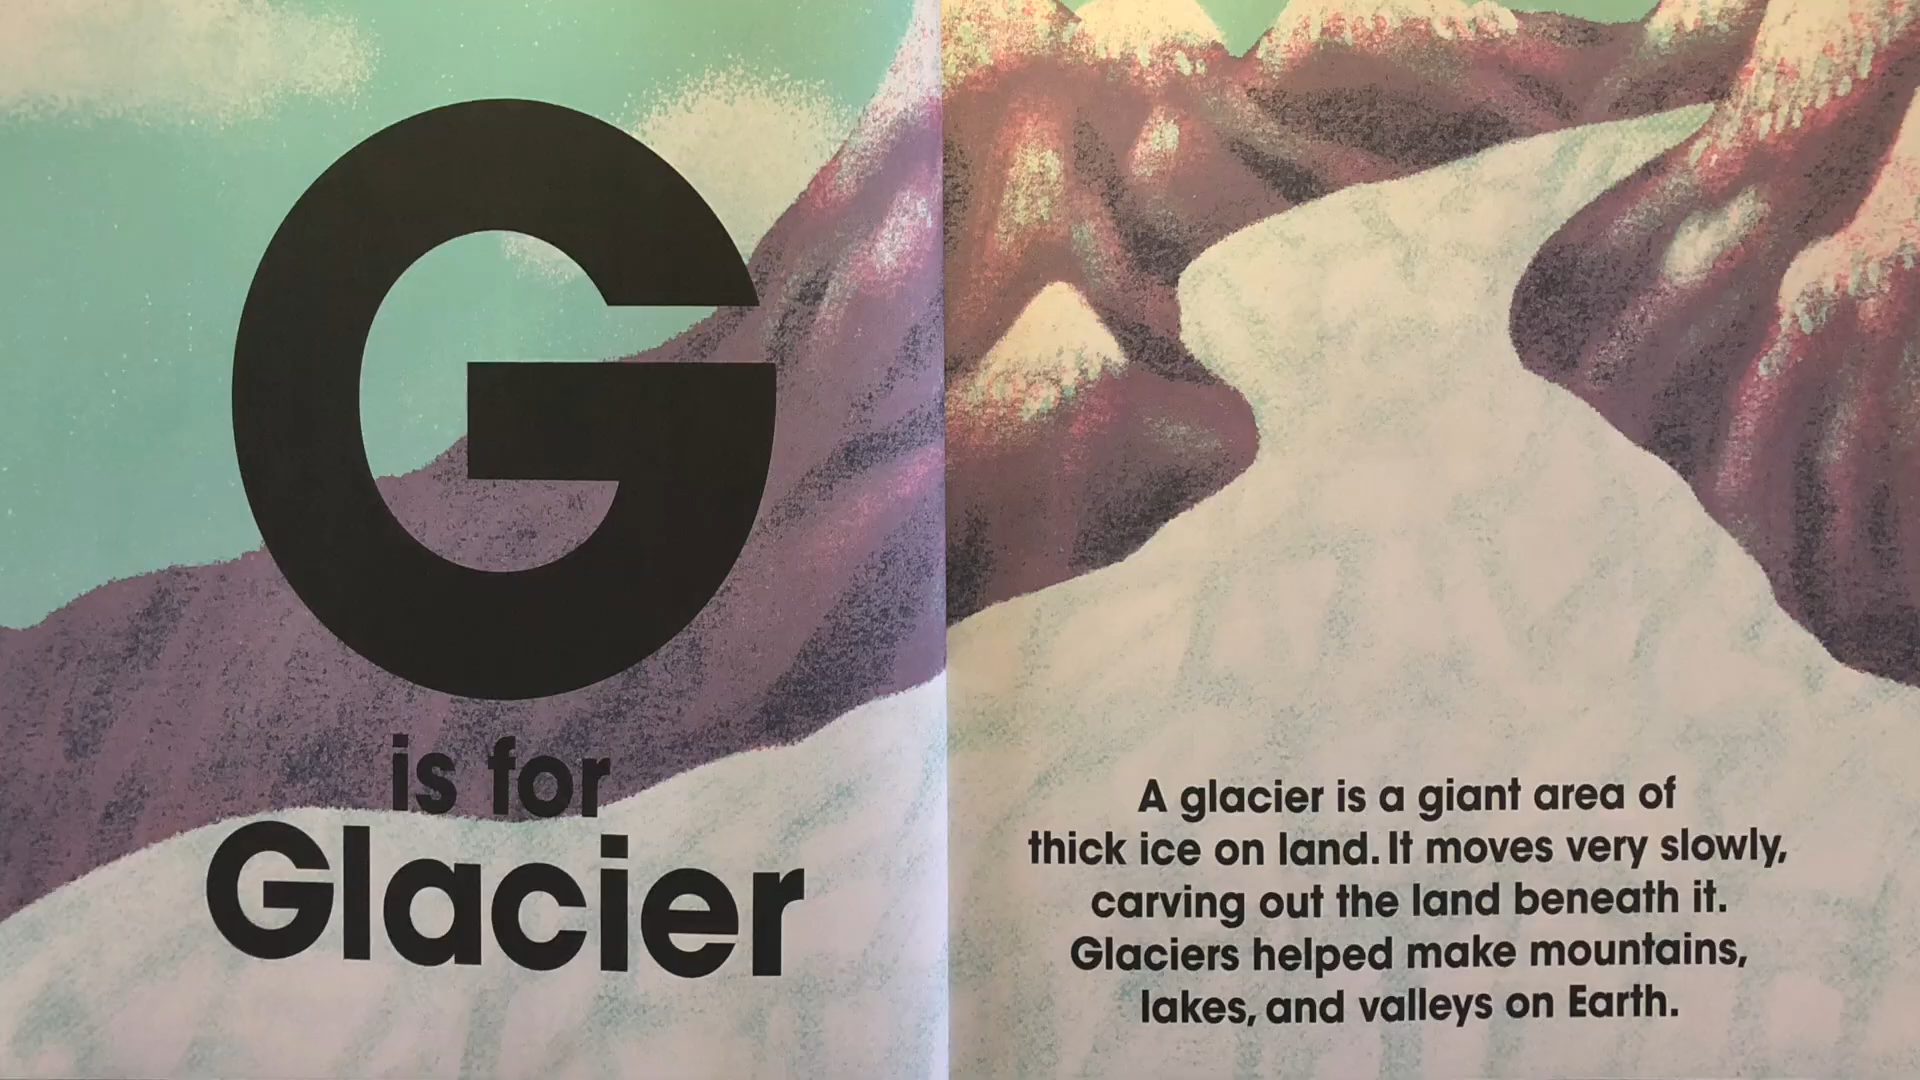 G
is for
Glacier
A glacier is a giant area of
thick ice on land. It moves very slowly,
carving out the land beneath it.
Glaciers helped make mountains,
lakes, and valleys on Earth.